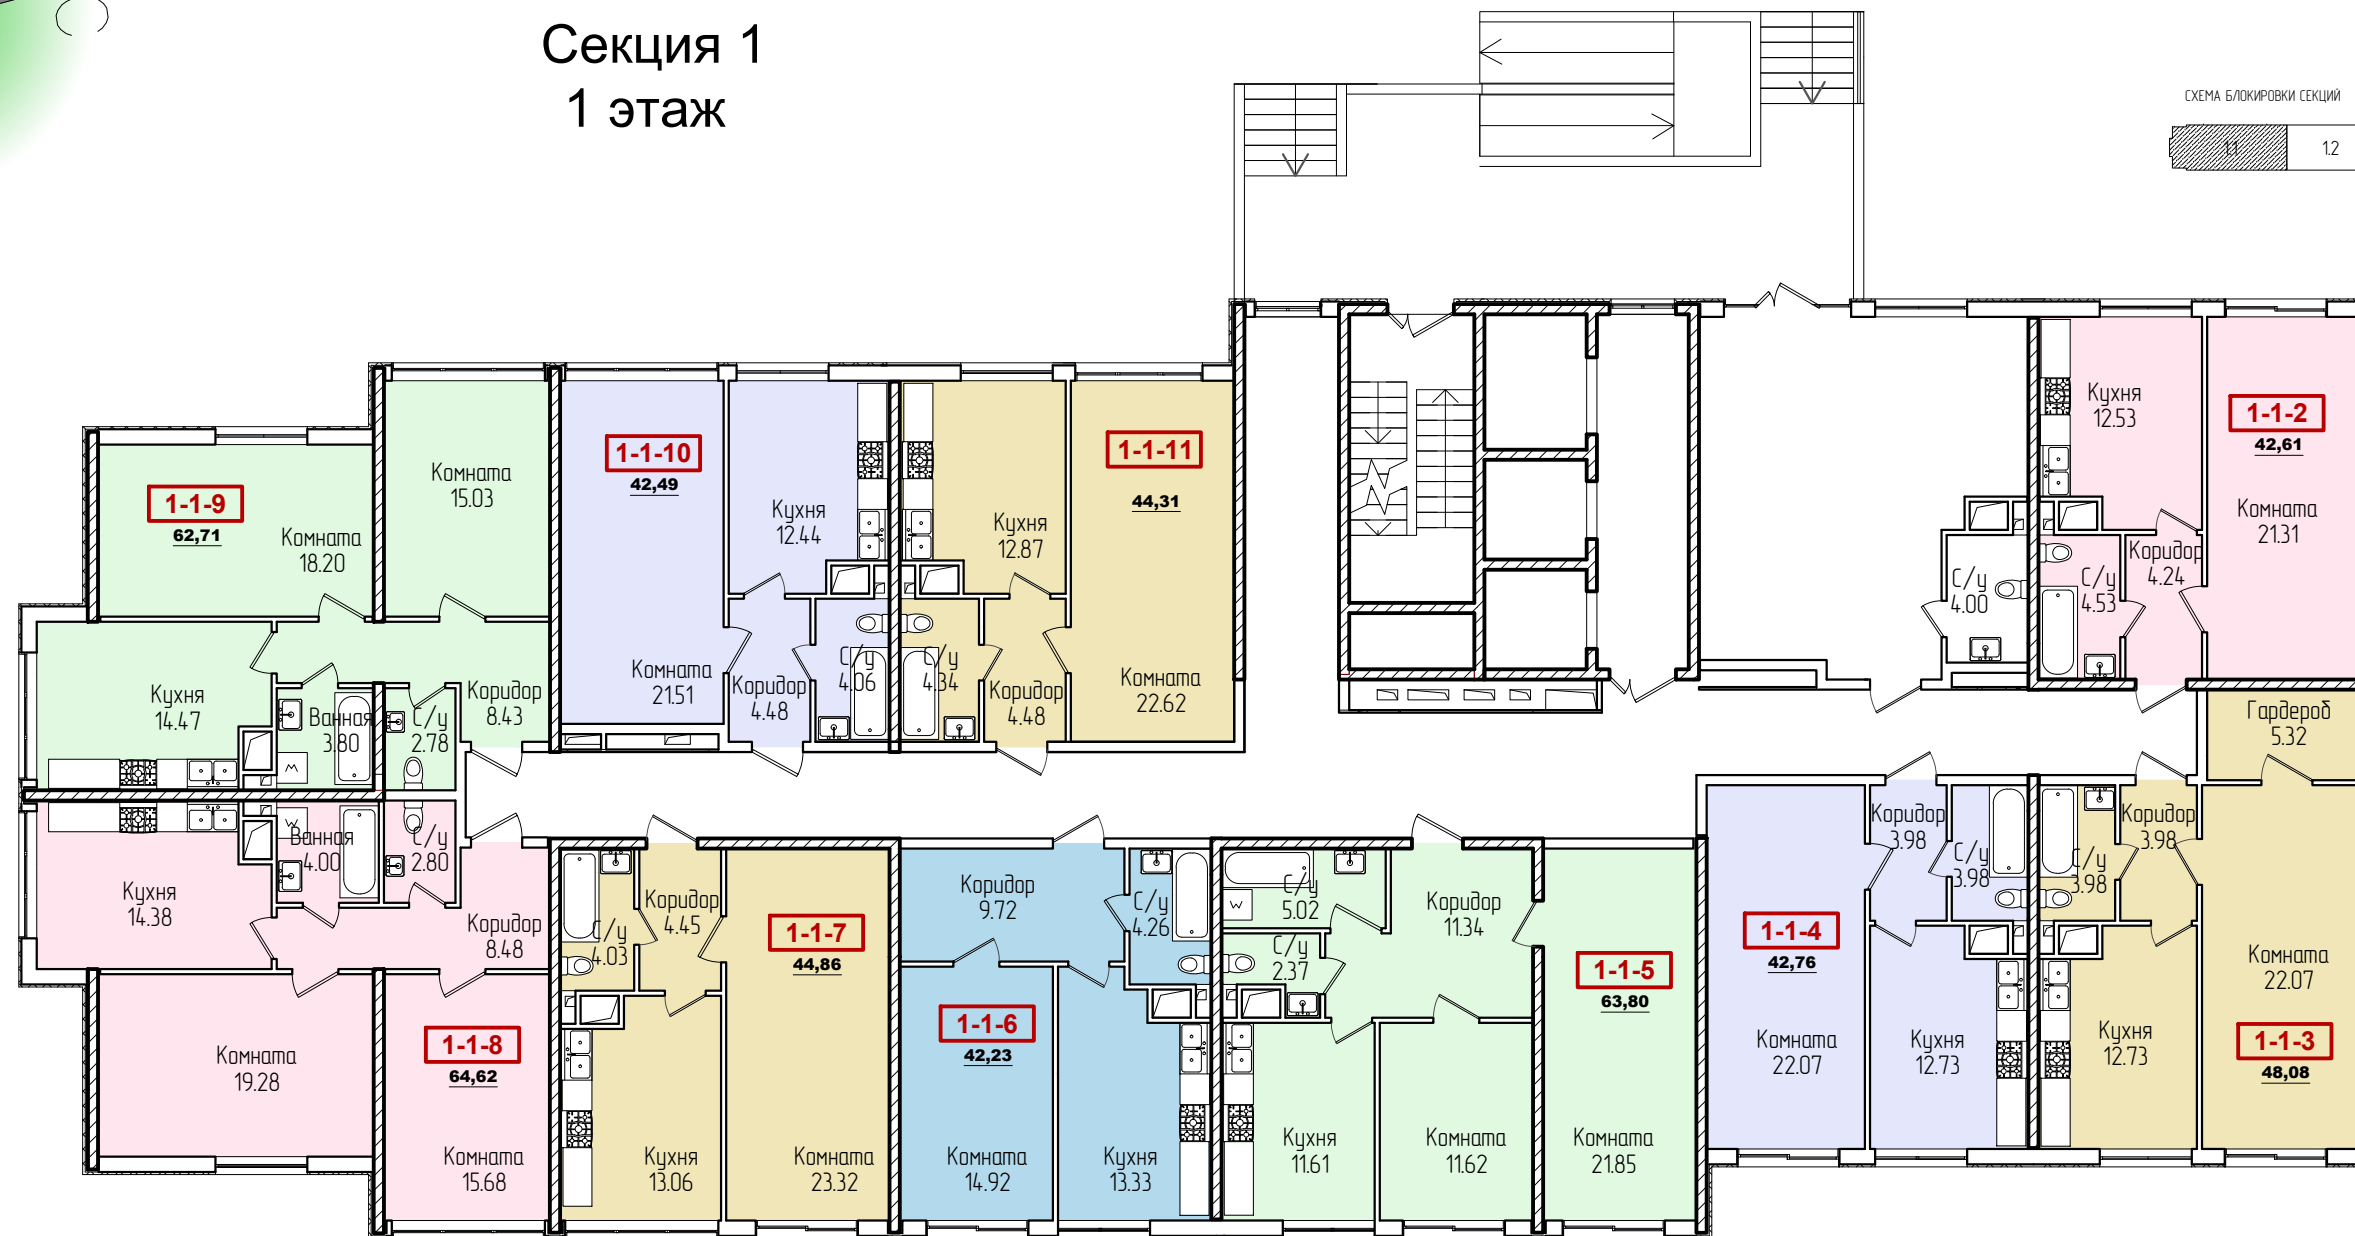 Секция 1
1 этаж
СХЕМА БЛОКИРОВКИ СЕКЦИЙ
1.1
1.2
1-1-9
62,71
Комната
18.20
Комната
15.03
Кухня
14.47
Ванная
3.80
С/у
2.78
Коридор
8.43
М
1-1-10
42,49
Кухня
12.44
Комната
21.51
Коридор
4.48
С/у
4.06
1-1-11
44,31
Кухня
12.87
С/у
4.34
Коридор
4.48
Комната
22.62
С/у
4.00
Кухня
12.53
1-1-2
42,61
Комната
21.31
Коридор
4.24
С/у
4.53
Гардероб
5.32
Коридор
3.98
С/у
3.98
Комната
22.07
Кухня
12.73
1-1-3
48,08
Коридор
3.98
С/у
3.98
1-1-4
42,76
Комната
22.07
Кухня
12.73
С/у
5.02
W
Коридор
11.34
С/у
2.37
1-1-5
63,80
Кухня
11.61
Комната
11.62
Комната
21.85
Коридор
9.72
С/у
4.26
1-1-6
42,23
Комната
14.92
Кухня
13.33
Коридор
4.45
С/у
4.03
1-1-7
44,86
Кухня
13.06
Комната
23.32
W
Ванная
4.00
С/у
2.80
Кухня
14.38
Коридор
8.48
Комната
19.28
1-1-8
64,62
Комната
15.68